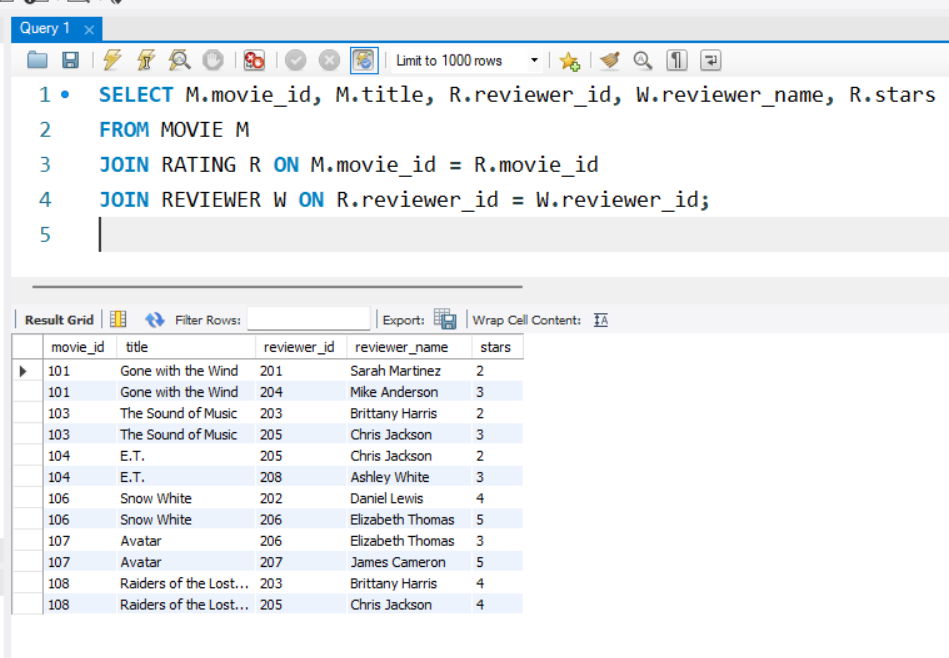 Query 1
Limit to 1000 rows
1 SELECT M.movie_id, M.title, R.reviewer_id, W.reviewer_name, R.stars
2 FROM MOVIE M
3 JOIN RATING R ON M.movie_id = R.movie_id
4 JOIN REVIEWER W ON R.reviewer_id = W.reviewer_id;
5
Result Grid Filter Rows: Export: Wrap Cell Content: IA
movie_id title reviewer_id reviewer_name stars
101 Gone with the Wind 201 Sarah Martinez 2
101 Gone with the Wind 204 Mike Anderson 3
103 The Sound of Music 203 Brittany Harris 2
103 The Sound of Music 205 Chris Jackson 3
104 E.T. 205 Chris Jackson 2
104 E.T. 208 Ashley White 3
106 Snow White 202 Daniel Lewis 4
106 Snow White 206 Elizabeth Thomas 5
107 Avatar 206 Elizabeth Thomas 3
107 Avatar 207 James Cameron 5
108 Raiders of the Lost... 203 Brittany Harris 4
108 Raiders of the Lost... 205 Chris Jackson 4